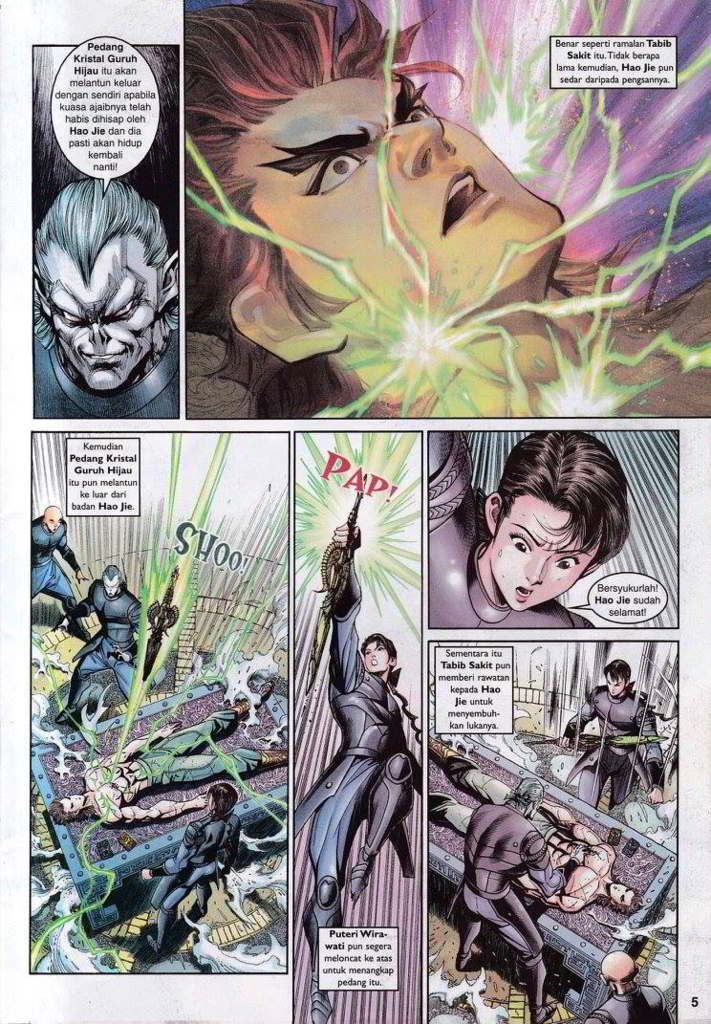 Pedang
Kristal Guruh
Hijau itu akan
melantun keluar
dengan sendiri apabila
kuasa ajaibnya telah
habis dihisap oleh
Hao Jie dan dia
pasti akan hidup
kembali
nanti!
Benar seperti ramalan Tabib
Sakit itu. Tidak berapa
lama kemudian, Hao Jie pun
sedar daripada pengsannya.
Kemudian
Pedang Kristal
Guruh Hijau
itu pun melantun
ke luar dari
badan Hao Jie.
SHOO!
PAP!
Puteri Wira-
wati pun segera
meloncat ke atas
untuk menangkap
pedang itu.
Bersyukurlah!
Hao Jie sudah
selamat!
Sementara itu
Tabib Sakit pun
memberi rawatan
kepada Hao
Jie untuk
menyembuh-
kan lukanya.
5